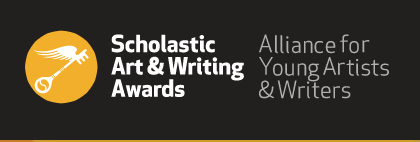 Scholastic
Art & Writing
Awards
Alliance for
Young Artists
& Writers